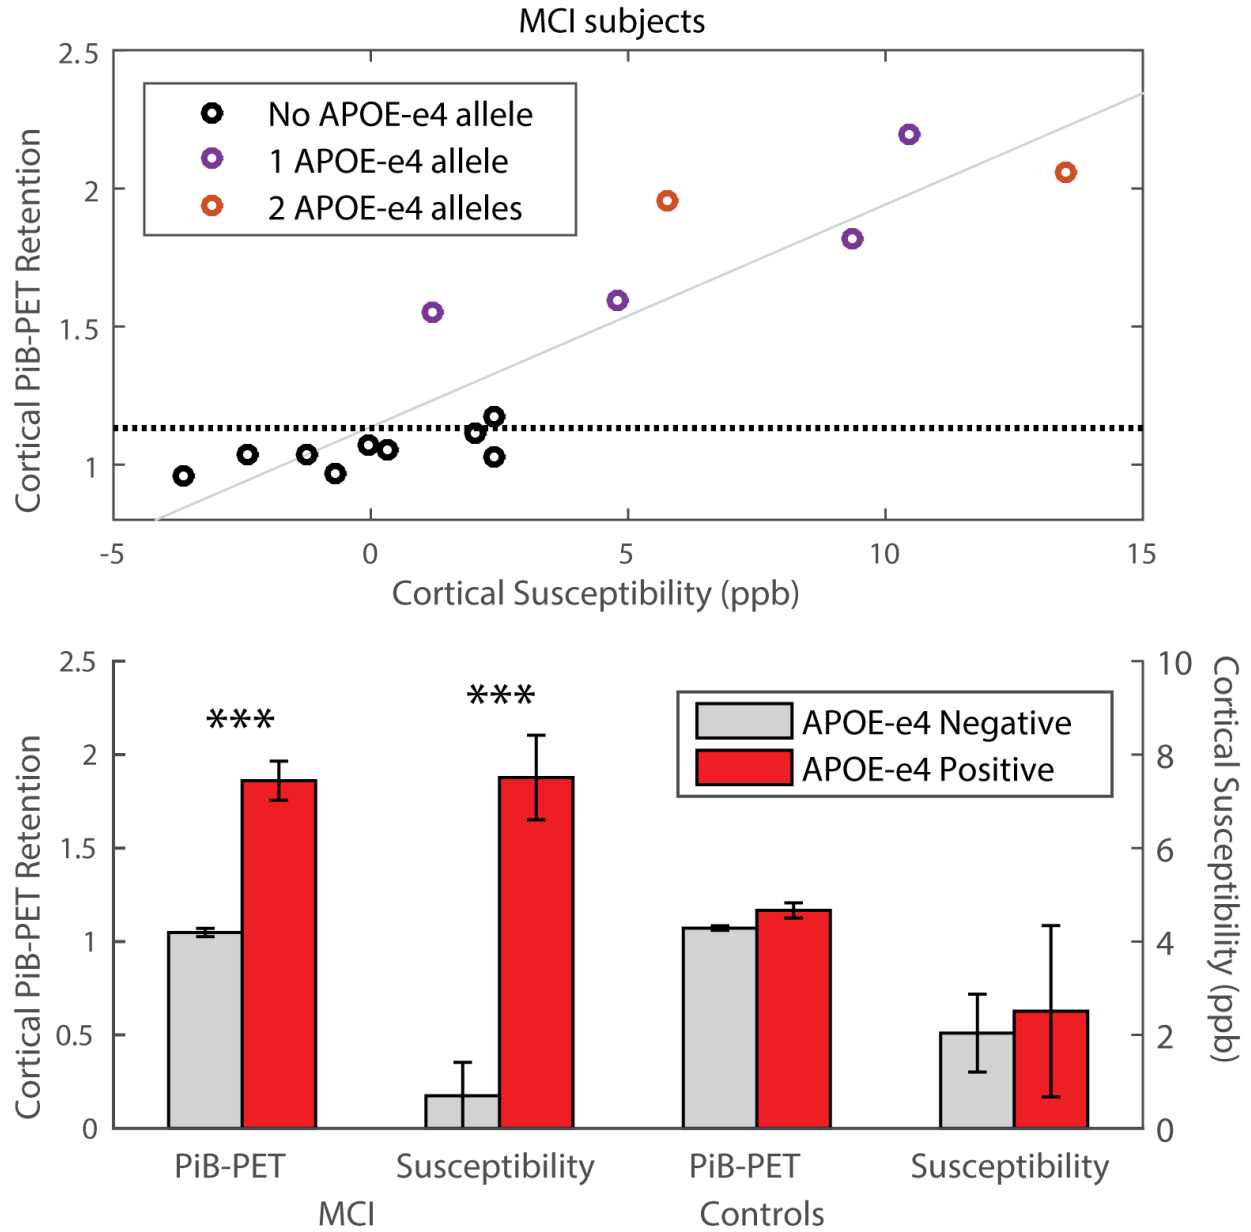 MCI subjects
2.5
2
1.5
1
Cortical PiB-PET Retention
No APOE-e4 allele
1 APOE-e4 allele
2 APOE-e4 alleles
-5 0 5 10 15
Cortical Susceptibility (ppb)
2.5
2
1.5
1
0.5
0
Cortical PiB-PET Retention
***
***
APOE-e4 Negative
APOE-e4 Positive
10
8
6
4
2
0
Cortical Susceptibility (ppb)
PiB-PET Susceptibility PiB-PET Susceptibility
MCI Controls